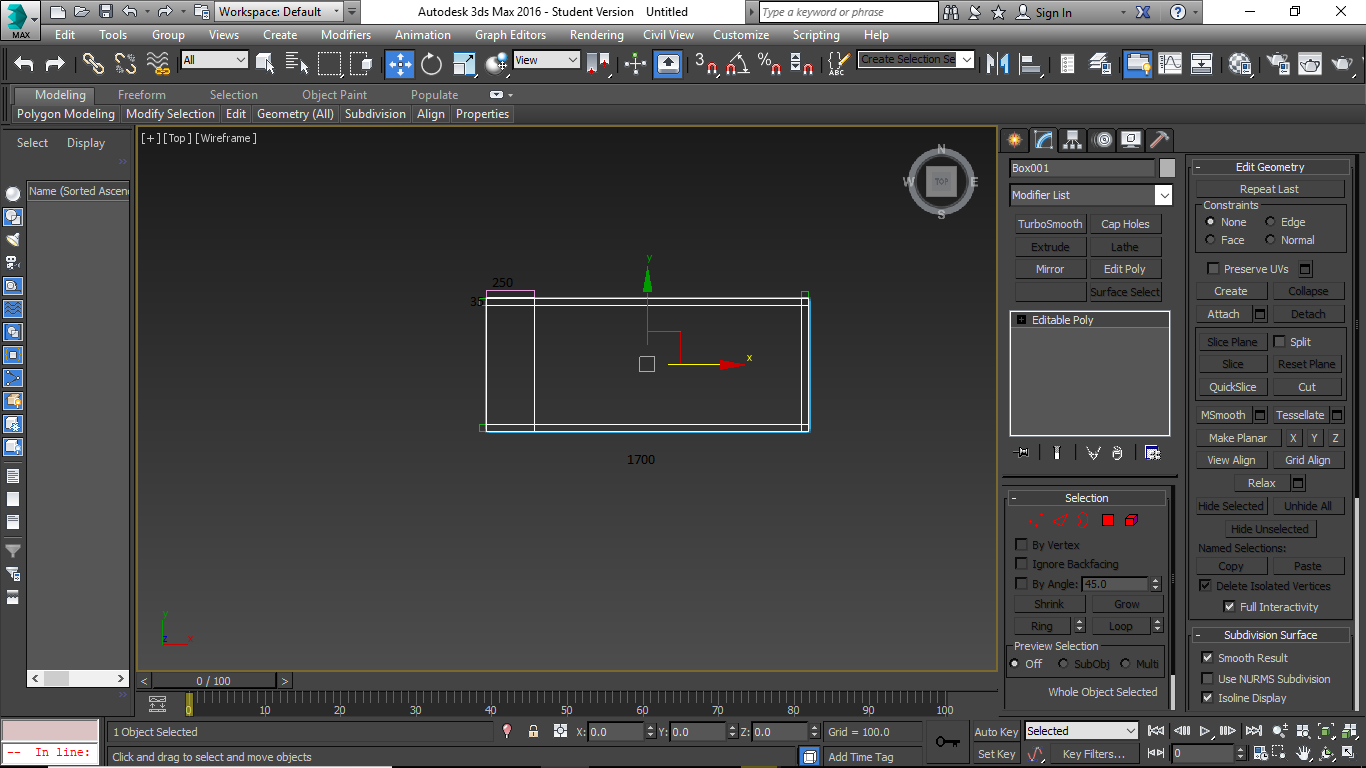 Workspace: Default
Autodesk 3ds Max 2016 - Student Version Untitled
Type a keyword or phrase
Sign In
MAX
Edit Tools Group Views Create Modifiers Animation Graph Editors Rendering Civil View Customize Scripting Help
All
View
3
%
ABC
Create Selection Se
Modeling Freeform Selection Object Paint Populate
Polygon Modeling Modify Selection Edit Geometry (All) Subdivision Align Properties
Select Display
Name (Sorted Ascen
[+] [Top] [Wireframe]
N
W TOP E
S
y
250
35
x
1700
y
z x
0 / 100
0 10 20 30 40 50 60 70 80 90 100
Box001
Modifier List
TurboSmooth Cap Holes
Extrude Lathe
Mirror Edit Poly
Surface Select
Editable Poly
Selection
By Vertex
Ignore Backfacing
By Angle: 45.0
Shrink Grow
Ring Loop
Preview Selection
Off SubObj Multi
Whole Object Selected
Edit Geometry
Repeat Last
Constraints
None Edge
Face Normal
Preserve UVs
Create Collapse
Attach Detach
Slice Plane Split
Slice Reset Plane
QuickSlice Cut
MSmooth Tessellate
Make Planar X Y Z
View Align Grid Align
Relax
Hide Selected Unhide All
Hide Unselected
Named Selections:
Copy Paste
Delete Isolated Vertices
Full Interactivity
Subdivision Surface
Smooth Result
Use NURMS Subdivision
Isoline Display
-- In line:
1 Object Selected
X: 0.0 Y: 0.0 Z: 0.0 Grid = 100.0
Click and drag to select and move objects
Add Time Tag
Auto Key Selected
Set Key Key Filters...
0